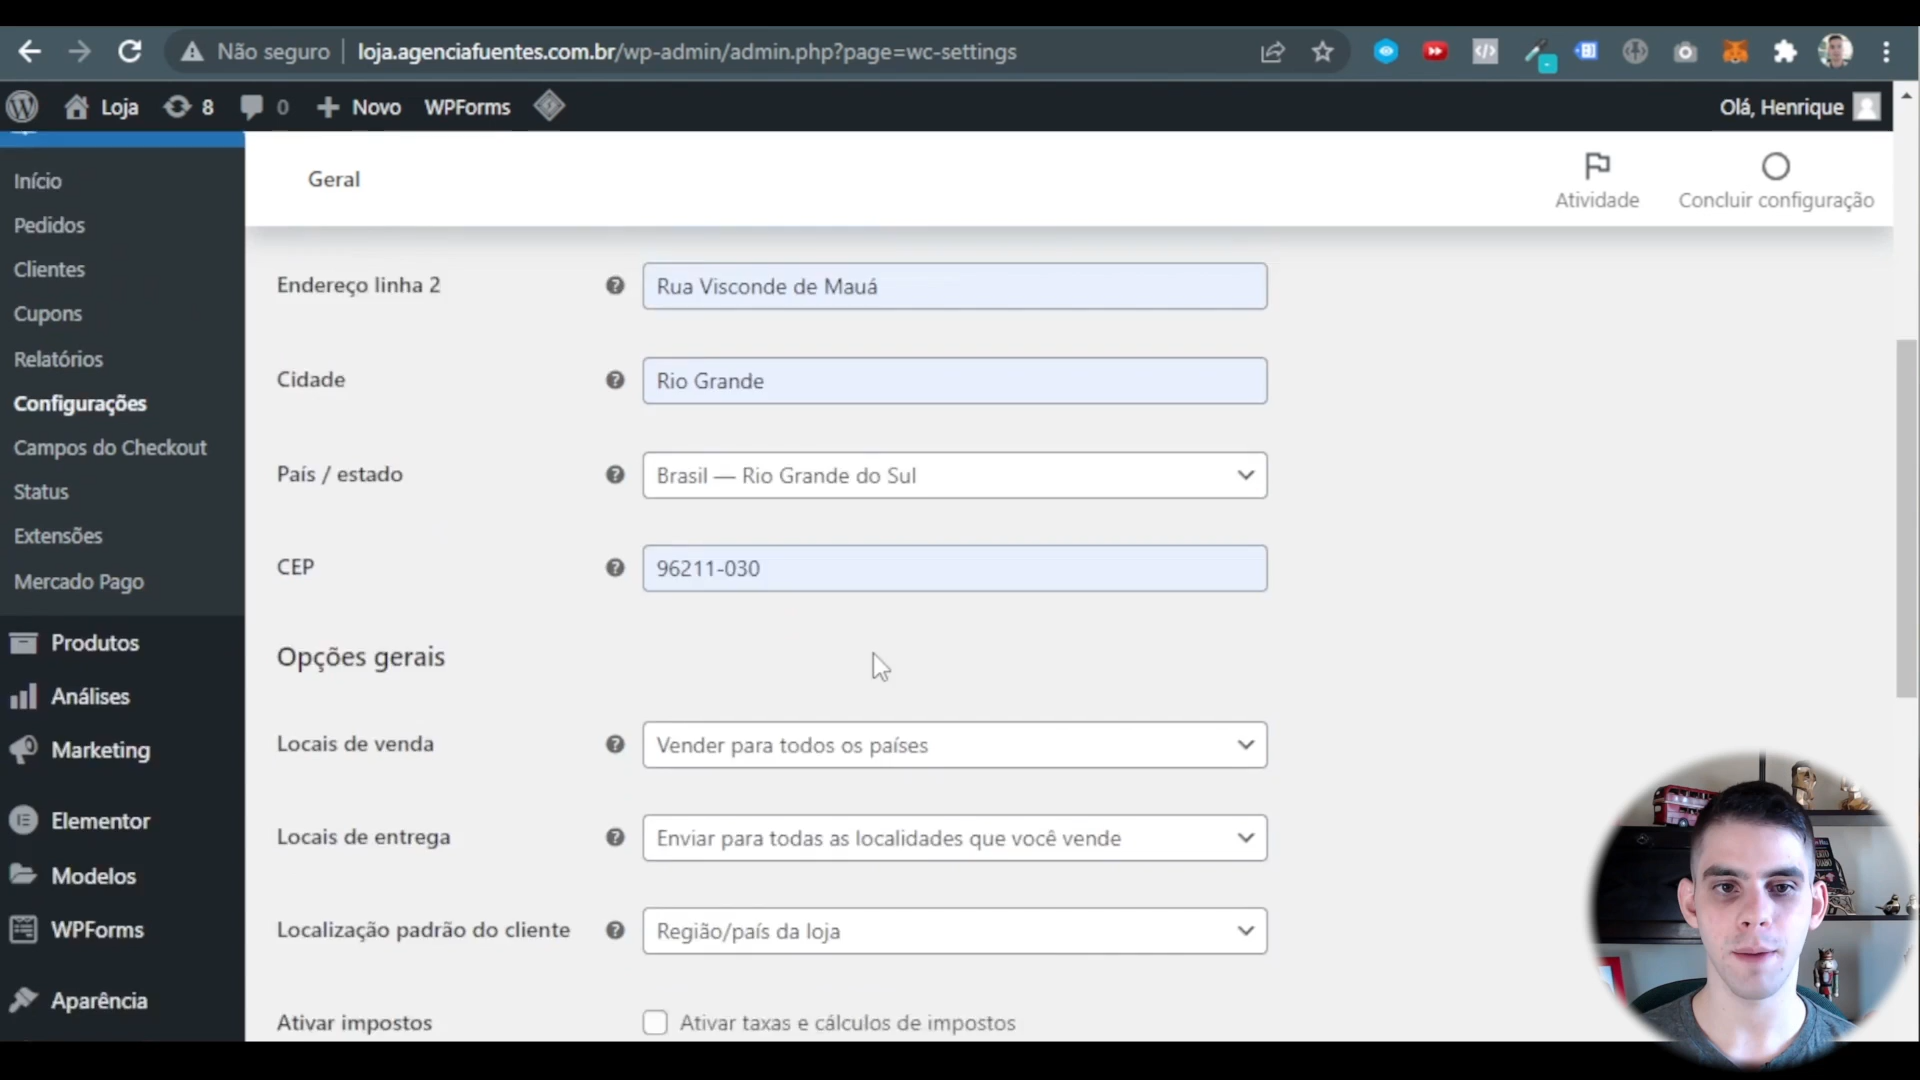 Não seguro
loja.agenciafuentes.com.br/wp-admin/admin.php?page=wc-settings
Loja
8
0
Novo
WPForms
Olá, Henrique
Início
Pedidos
Clientes
Cupons
Relatórios
Configurações
Campos do Checkout
Status
Extensões
Mercado Pago
Produtos
Análises
Marketing
Elementor
Modelos
WPForms
Aparência
Geral
Atividade
Concluir configuração
Endereço linha 2
Rua Visconde de Mauá
Cidade
Rio Grande
País / estado
Brasil — Rio Grande do Sul
CEP
96211-030
Opções gerais
Locais de venda
Vender para todos os países
Locais de entrega
Enviar para todas as localidades que você vende
Localização padrão do cliente
Região/país da loja
Ativar impostos
Ativar taxas e cálculos de impostos